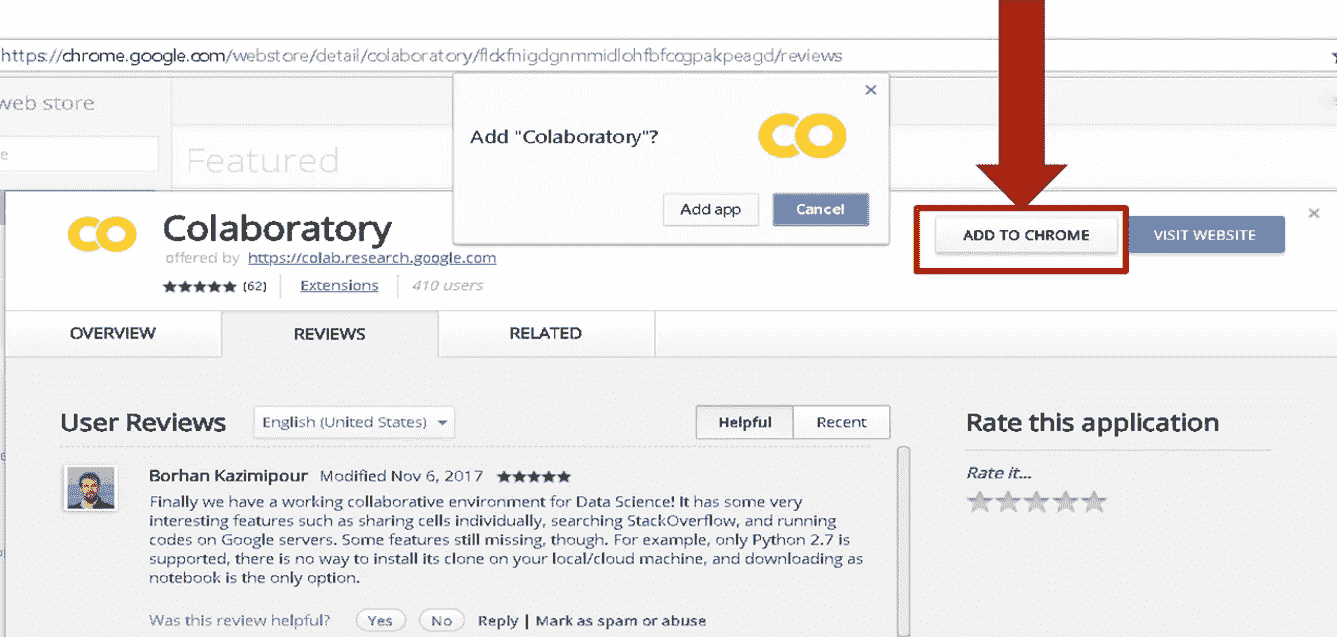 https://chrome.google.com/webstore/detail/colaboratory/flckfnigdgnmmidlohfbfcogpakpeagd/reviews
web store
Featured
Add "Colaboratory"?
CO
Add app
Cancel
CO
Colaboratory
offered by https://colab.research.google.com
(62)
Extensions
410 users
ADD TO CHROME
VISIT WEBSITE
OVERVIEW
REVIEWS
RELATED
User Reviews
English (United States)
Helpful
Recent
Rate this application
Rate it...
Borhan Kazimipour Modified Nov 6, 2017
Finally we have a working collaborative environment for Data Science! It has some very
interesting features such as sharing cells individually, searching StackOverflow, and running
codes on Google servers. Some features still missing, though. For example, only Python 2.7 is
supported, there is no way to install its clone on your local/cloud machine, and downloading as
notebook is the only option.
Was this review helpful? Yes No Reply | Mark as spam or abuse